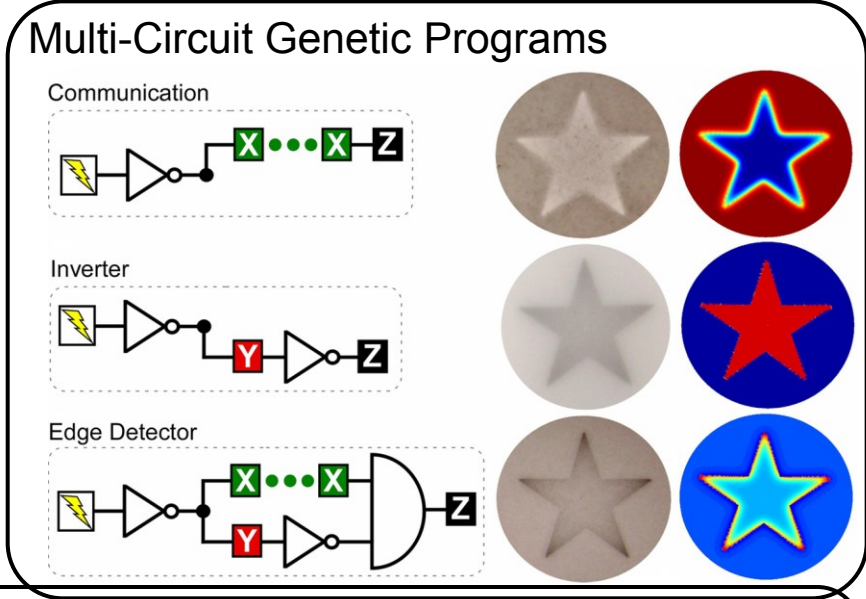 Multi-Circuit Genetic Programs
Communication
X X Z
Inverter
Y Z
Edge Detector
X X
Z
Y